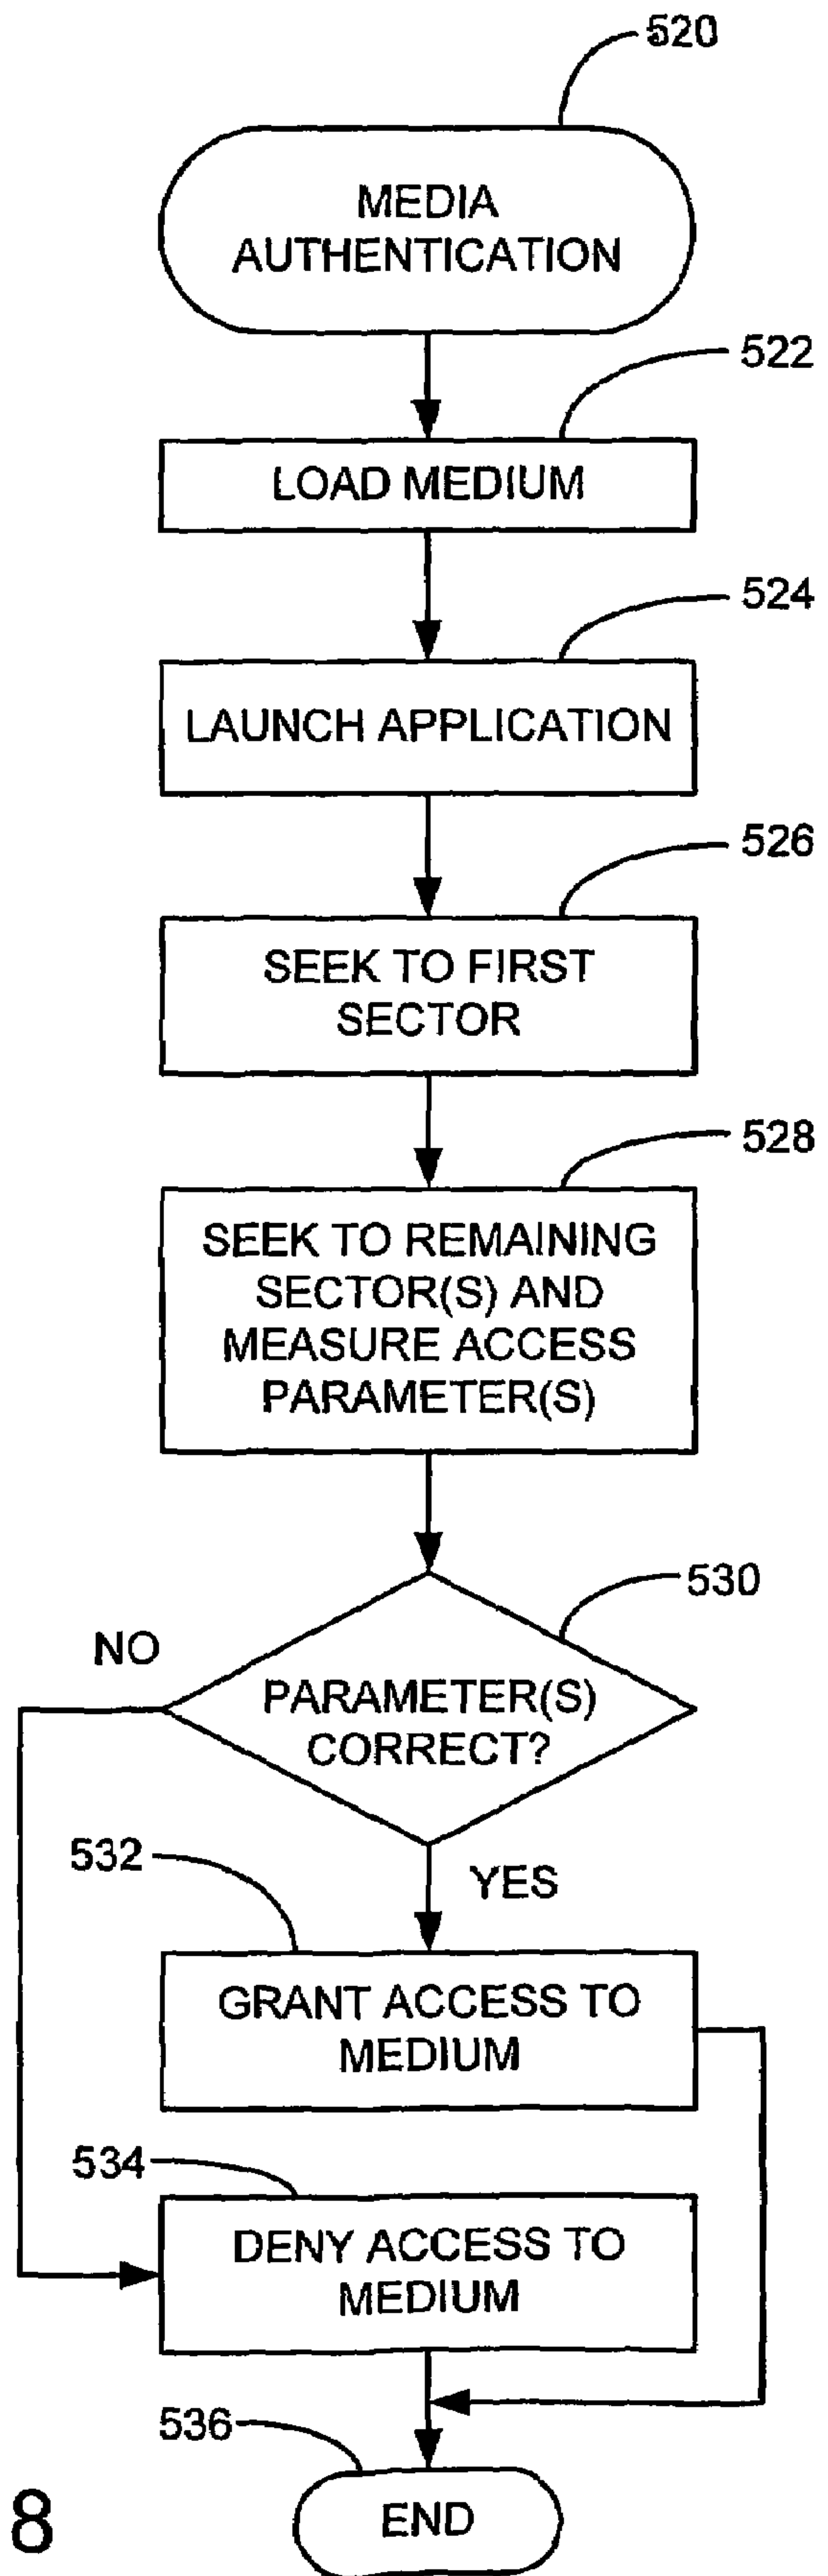 520
MEDIA
AUTHENTICATION
522
LOAD MEDIUM
524
LAUNCH APPLICATION
526
SEEK TO FIRST
SECTOR
528
SEEK TO REMAINING
SECTOR(S) AND
MEASURE ACCESS
PARAMETER(S)
530
NO
PARAMETER(S)
CORRECT?
532
YES
GRANT ACCESS TO
MEDIUM
534
DENY ACCESS TO
MEDIUM
536
END
8